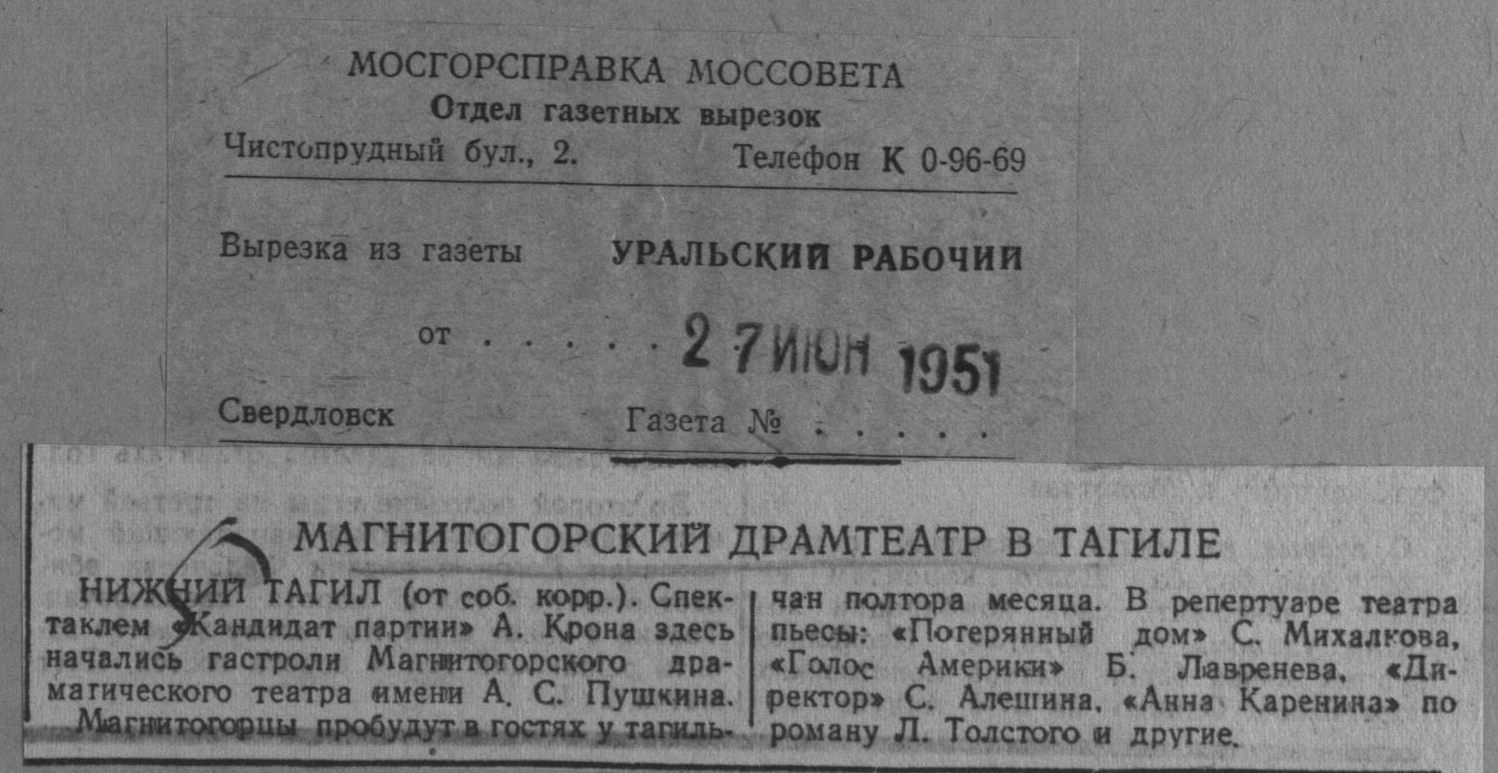 МОСГОРСПРАВКА МОССОВЕТА
Отдел газетных вырезок
Чистопрудный бул., 2. Телефон К 0-96-69
Вырезка из газеты УРАЛЬСКИЙ РАБОЧИЙ
от . . . . . 27 ИЮН 1951
Свердловск Газета № . . . . .
МАГНИТОГОРСКИЙ ДРАМТЕАТР В ТАГИЛЕ
НИЖНИЙ ТАГИЛ (от соб. корр.). Спек-
таклем «Кандидат партии» А. Крона здесь
начались гастроли Магнитогорского дра-
матического театра имени А. С. Пушкина.
Магнитогорцы пробудут в гостях у тагиль-
чан полтора месяца. В репертуаре театра
пьесы: «Потерянный дом» С. Михалкова,
«Голос Америки» Б. Лавренева, «Ди-
ректор» С. Алешина, «Анна Каренина» по
роману Л. Толстого и другие.